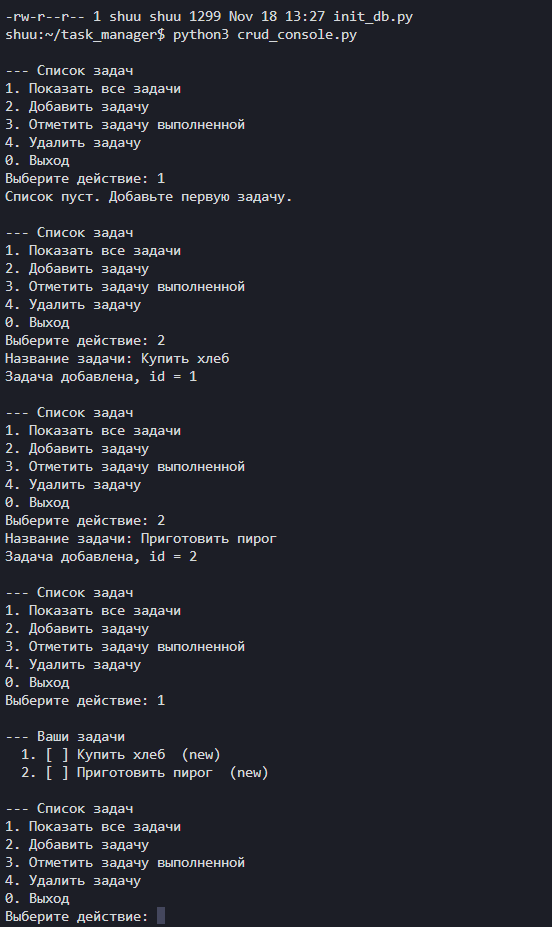 -rw-r--r-- 1 shuu shuu 1299 Nov 18 13:27 init_db.py
shuu:~/task_manager$ python3 crud_console.py
--- Список задач
1. Показать все задачи
2. Добавить задачу
3. Отметить задачу выполненной
4. Удалить задачу
0. Выход
Выберите действие: 1
Список пуст. Добавьте первую задачу.
--- Список задач
1. Показать все задачи
2. Добавить задачу
3. Отметить задачу выполненной
4. Удалить задачу
0. Выход
Выберите действие: 2
Название задачи: Купить хлеб
Задача добавлена, id = 1
--- Список задач
1. Показать все задачи
2. Добавить задачу
3. Отметить задачу выполненной
4. Удалить задачу
0. Выход
Выберите действие: 2
Название задачи: Приготовить пирог
Задача добавлена, id = 2
--- Список задач
1. Показать все задачи
2. Добавить задачу
3. Отметить задачу выполненной
4. Удалить задачу
0. Выход
Выберите действие: 1
--- Ваши задачи
1. [ ] Купить хлеб (new)
2. [ ] Приготовить пирог (new)
--- Список задач
1. Показать все задачи
2. Добавить задачу
3. Отметить задачу выполненной
4. Удалить задачу
0. Выход
Выберите действие: